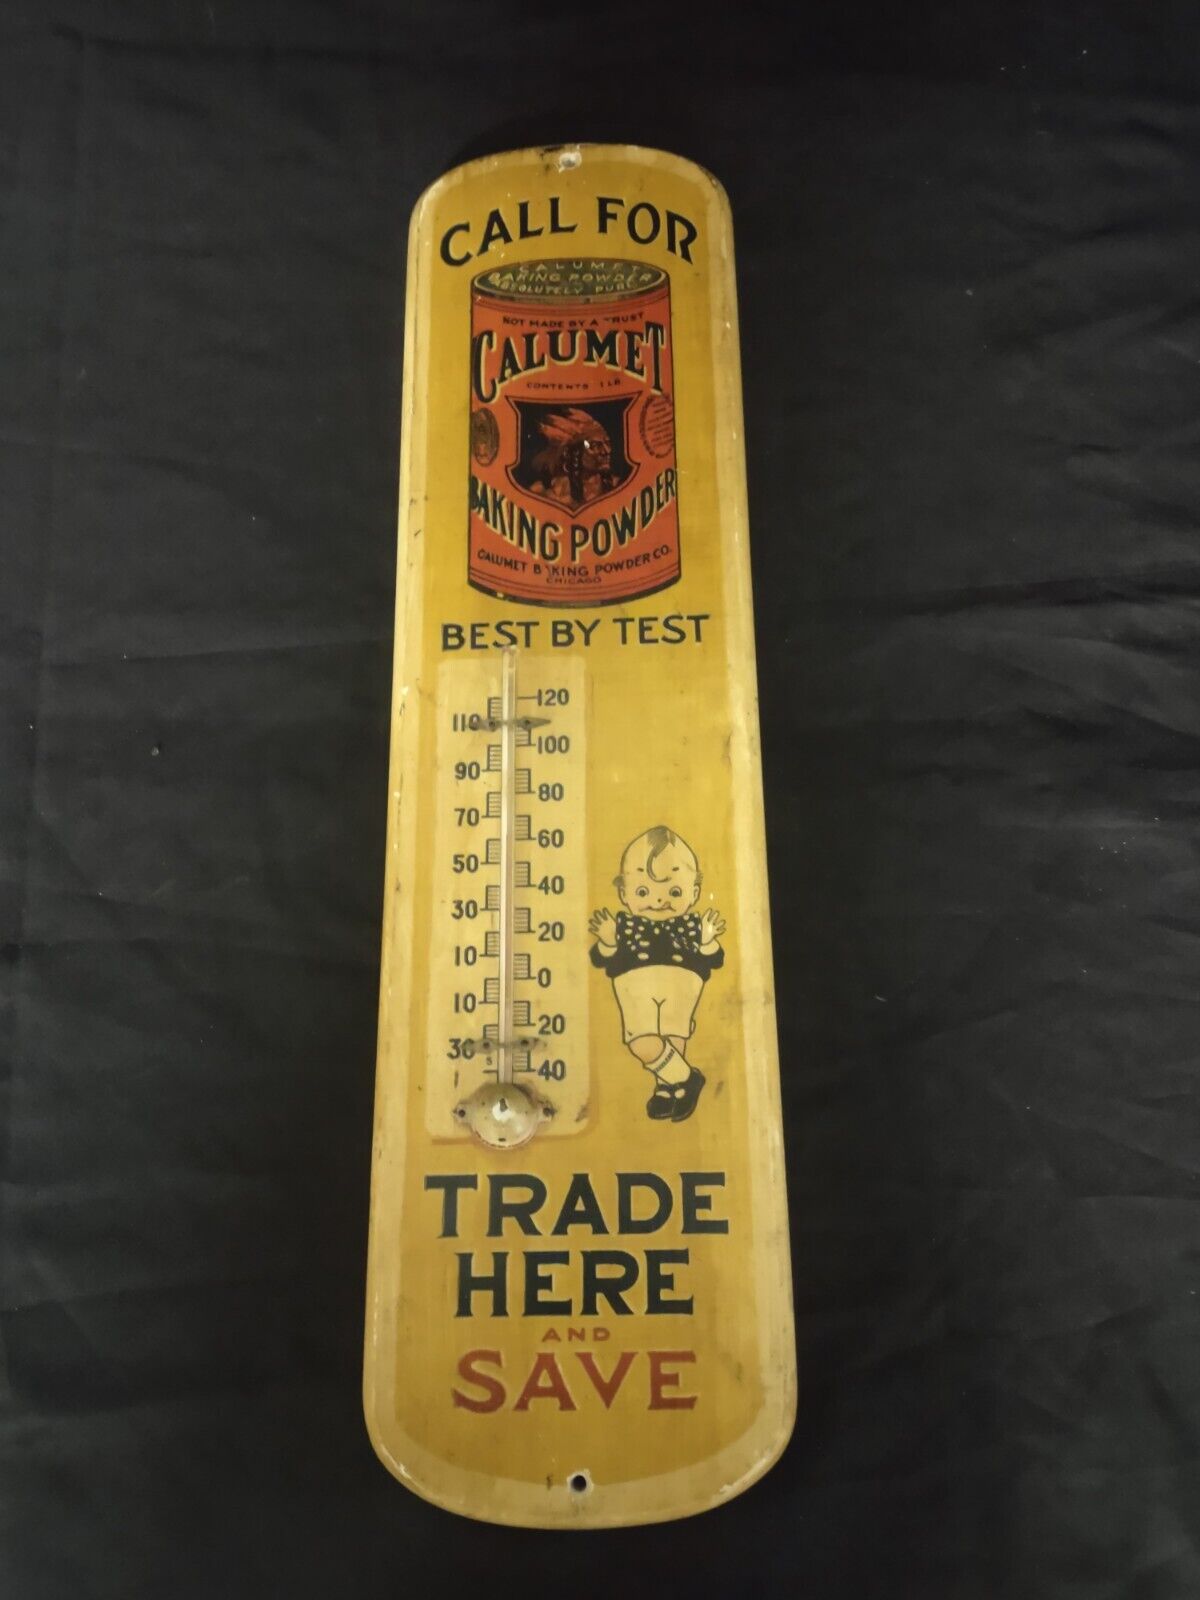 CALL FOR
CALUMET
BAKING POWDER
ABSOLUTELY PURE
NOT MADE BY A TRUST
CALUMET
CONTENTS 1 LB
BAKING POWDER
CALUMET BAKING POWDER CO.
CHICAGO
BEST BY TEST
120
110
100
90
80
70
60
50
40
30
20
10
0
10
20
30
40
TRADE
HERE
AND
SAVE